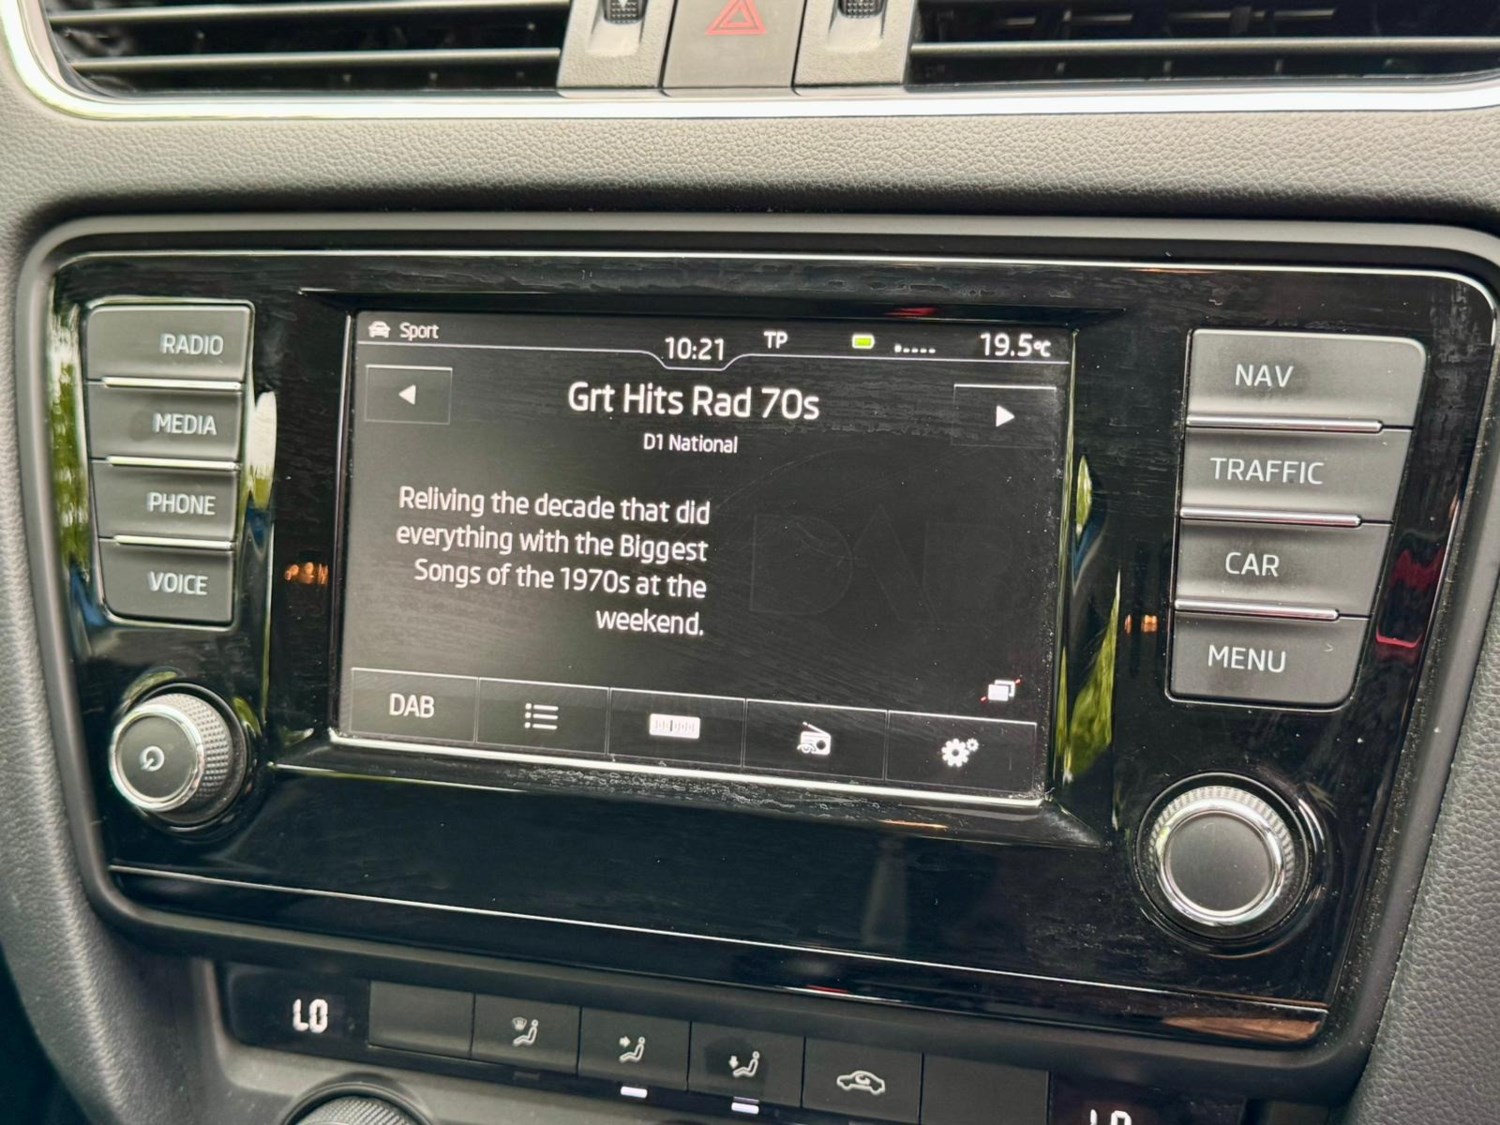 Sport
10:21
TP
19.5°C
Grt Hits Rad 70s
D1 National
Reliving the decade that did
everything with the Biggest
Songs of the 1970s at the
weekend.
DAB
RADIO
MEDIA
PHONE
VOICE
NAV
TRAFFIC
CAR
MENU
LO
LO